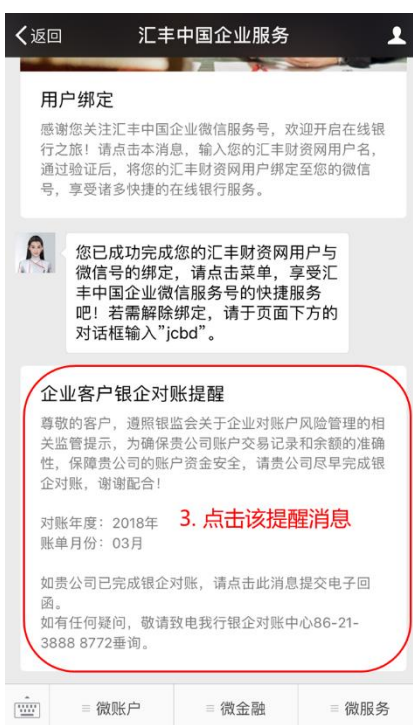 返回 汇丰中国企业服务
用户绑定
感谢您关注汇丰中国企业微信服务号，欢迎开启在线银
行之旅！请点击本消息，输入您的汇丰财资网用户名，
通过验证后，将您的汇丰财资网用户绑定至您的微信
号，享受诸多快捷的在线银行服务。
您已成功完成您的汇丰财资网用户与
微信号的绑定，请点击菜单，享受汇
丰中国企业微信服务号的快捷服务
吧！若需解除绑定，请于页面下方的
对话框输入”jcbd”。
企业客户银企对账提醒
尊敬的客户，遵照银监会关于企业对账户风险管理的相
关监管提示，为确保贵公司账户交易记录和余额的准确
性，保障贵公司的账户资金安全，请贵公司尽早完成银
企对账，谢谢配合！
对账年度：2018年
账单月份：03月
3. 点击该提醒消息
如贵公司已完成银企对账，请点击此消息提交电子回
函。
如有任何疑问，敬请致电我行银企对账中心86-21-
3888 8772垂询。
微账户 微金融 微服务